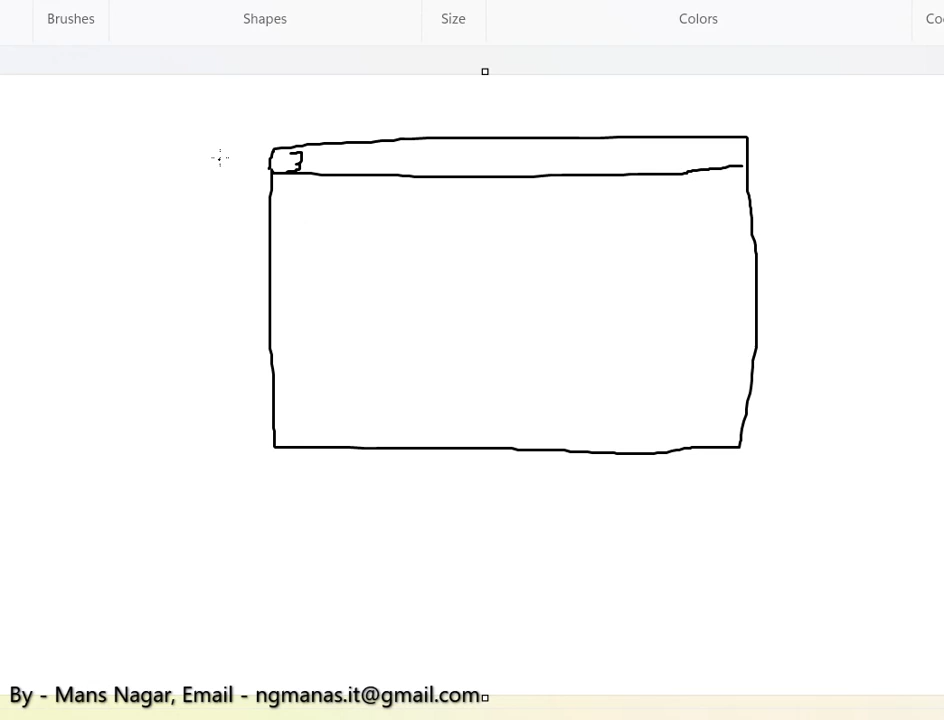 Brushes
Shapes
Size
Colors
By - Mans Nagar, Email - ngmanas.it@gmail.com